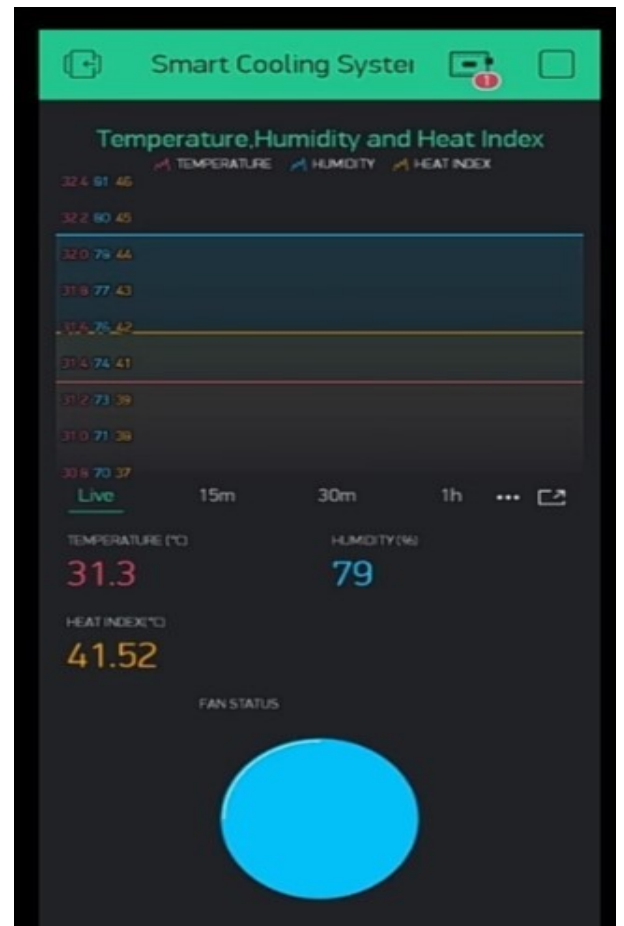 Smart Cooling Syster
1
Temperature,Humidity and Heat Index
TEMPERATURE HUMIDITY HEAT INDEX
32.4 81 46
32.2 80 45
32.0 79 44
31.8 77 43
31.6 76 42
31.4 74 41
31.2 73 39
31.0 71 39
30.8 70 37
Live 15m 30m 1h
TEMPERATURE (°C) HUMIDITY (%)
31.3 79
HEAT INDEX(°C)
41.52
FAN STATUS